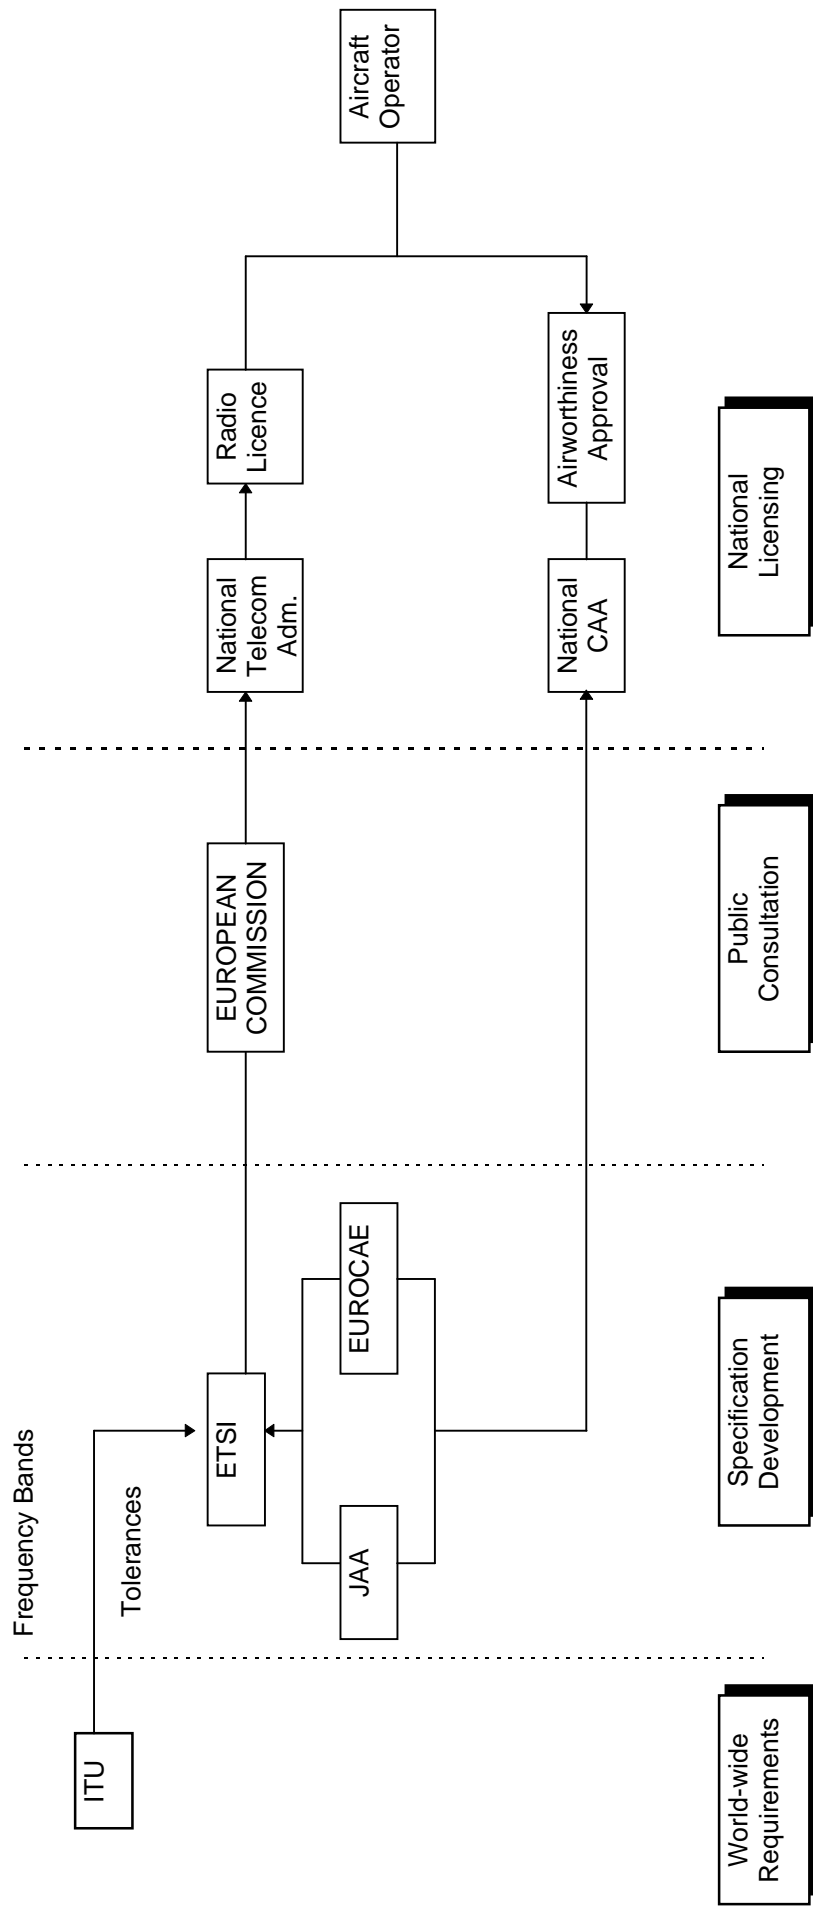 Frequency Bands
ITU
Tolerances
ETSI
JAA
EUROCAE
EUROPEAN
COMMISSION
National
Telecom
Adm.
Radio
Licence
National
CAA
Airworthiness
Approval
Aircraft
Operator
World-wide
Requirements
Specification
Development
Public
Consultation
National
Licensing